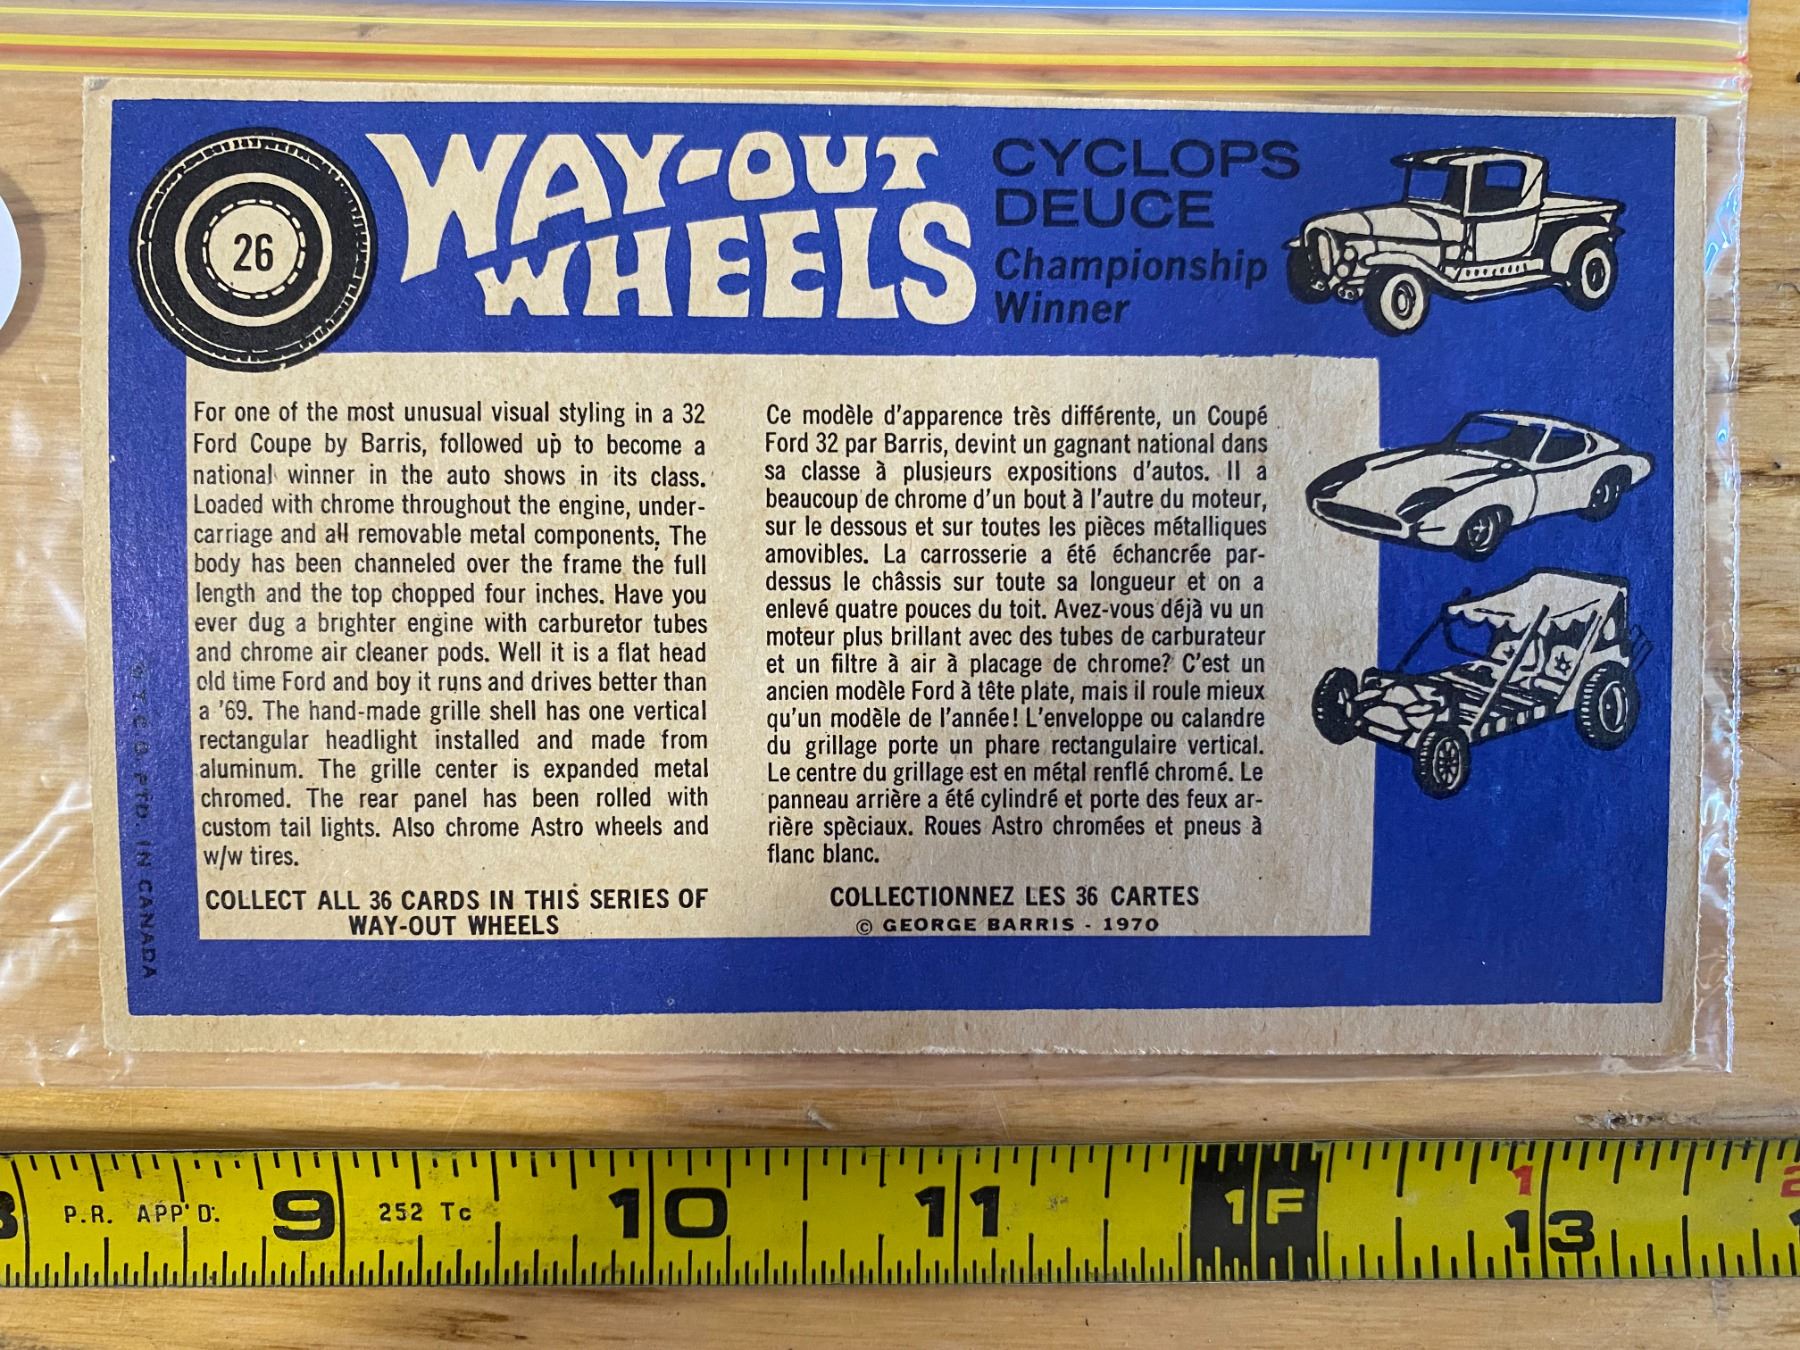 26
WAY-OUT
WHEELS
CYCLOPS
DEUCE
Championship
Winner
For one of the most unusual visual styling in a 32
Ford Coupe by Barris, followed up to become a
national winner in the auto shows in its class.
Loaded with chrome throughout the engine, under-
carriage and all removable metal components, The
body has been channeled over the frame the full
length and the top chopped four inches. Have you
ever dug a brighter engine with carburetor tubes
and chrome air cleaner pods. Well it is a flat head
old time Ford and boy it runs and drives better than
a '69. The hand-made grille shell has one vertical
rectangular headlight installed and made from
aluminum. The grille center is expanded metal
chromed. The rear panel has been rolled with
custom tail lights. Also chrome Astro wheels and
w/w tires.
COLLECT ALL 36 CARDS IN THIS SERIES OF
WAY-OUT WHEELS
Ce modèle d'apparence très différente, un Coupé
Ford 32 par Barris, devint un gagnant national dans
sa classe à plusieurs expositions d'autos. Il a
beaucoup de chrome d'un bout à l'autre du moteur,
sur le dessous et sur toutes les pièces métalliques
amovibles. La carrosserie a été échancrée par-
dessus le châssis sur toute sa longueur et on a
enlevé quatre pouces du toit. Avez-vous déjà vu un
moteur plus brillant avec des tubes de carburateur
et un filtre à air à placage de chrome? C'est un
ancien modèle Ford à tête plate, mais il roule mieux
qu'un modèle de l'année! L'enveloppe ou calandre
du grillage porte un phare rectangulaire vertical.
Le centre du grillage est en métal renflé chromé. Le
panneau arrière a été cylindré et porte des feux ar-
rière spèciaux. Roues Astro chromées et pneus à
flanc blanc.
COLLECTIONNEZ LES 36 CARTES
© GEORGE BARRIS - 1970
© T.C.G. PTD. IN CANADA
8 P.R. APP'D. 9 252 Tc 10 11 1F 1 13 2